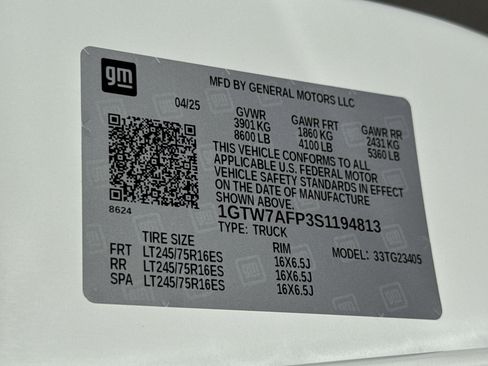 gm
MFD BY GENERAL MOTORS LLC
04/25
GVWR GAWR FRT GAWR RR
3901 KG 1860 KG 2431 KG
8600 LB 4100 LB 5360 LB
THIS VEHICLE CONFORMS TO ALL
APPLICABLE U.S. FEDERAL MOTOR
VEHICLE SAFETY STANDARDS IN EFFECT
ON THE DATE OF MANUFACTURE
SHOWN ABOVE.
8624
1GTW7AFP3S1194813
TYPE: TRUCK
TIRE SIZE RIM MODEL: 33TG23405
FRT LT245/75R16ES 16X6.5J
RR LT245/75R16ES 16X6.5J
SPA LT245/75R16ES 16X6.5J